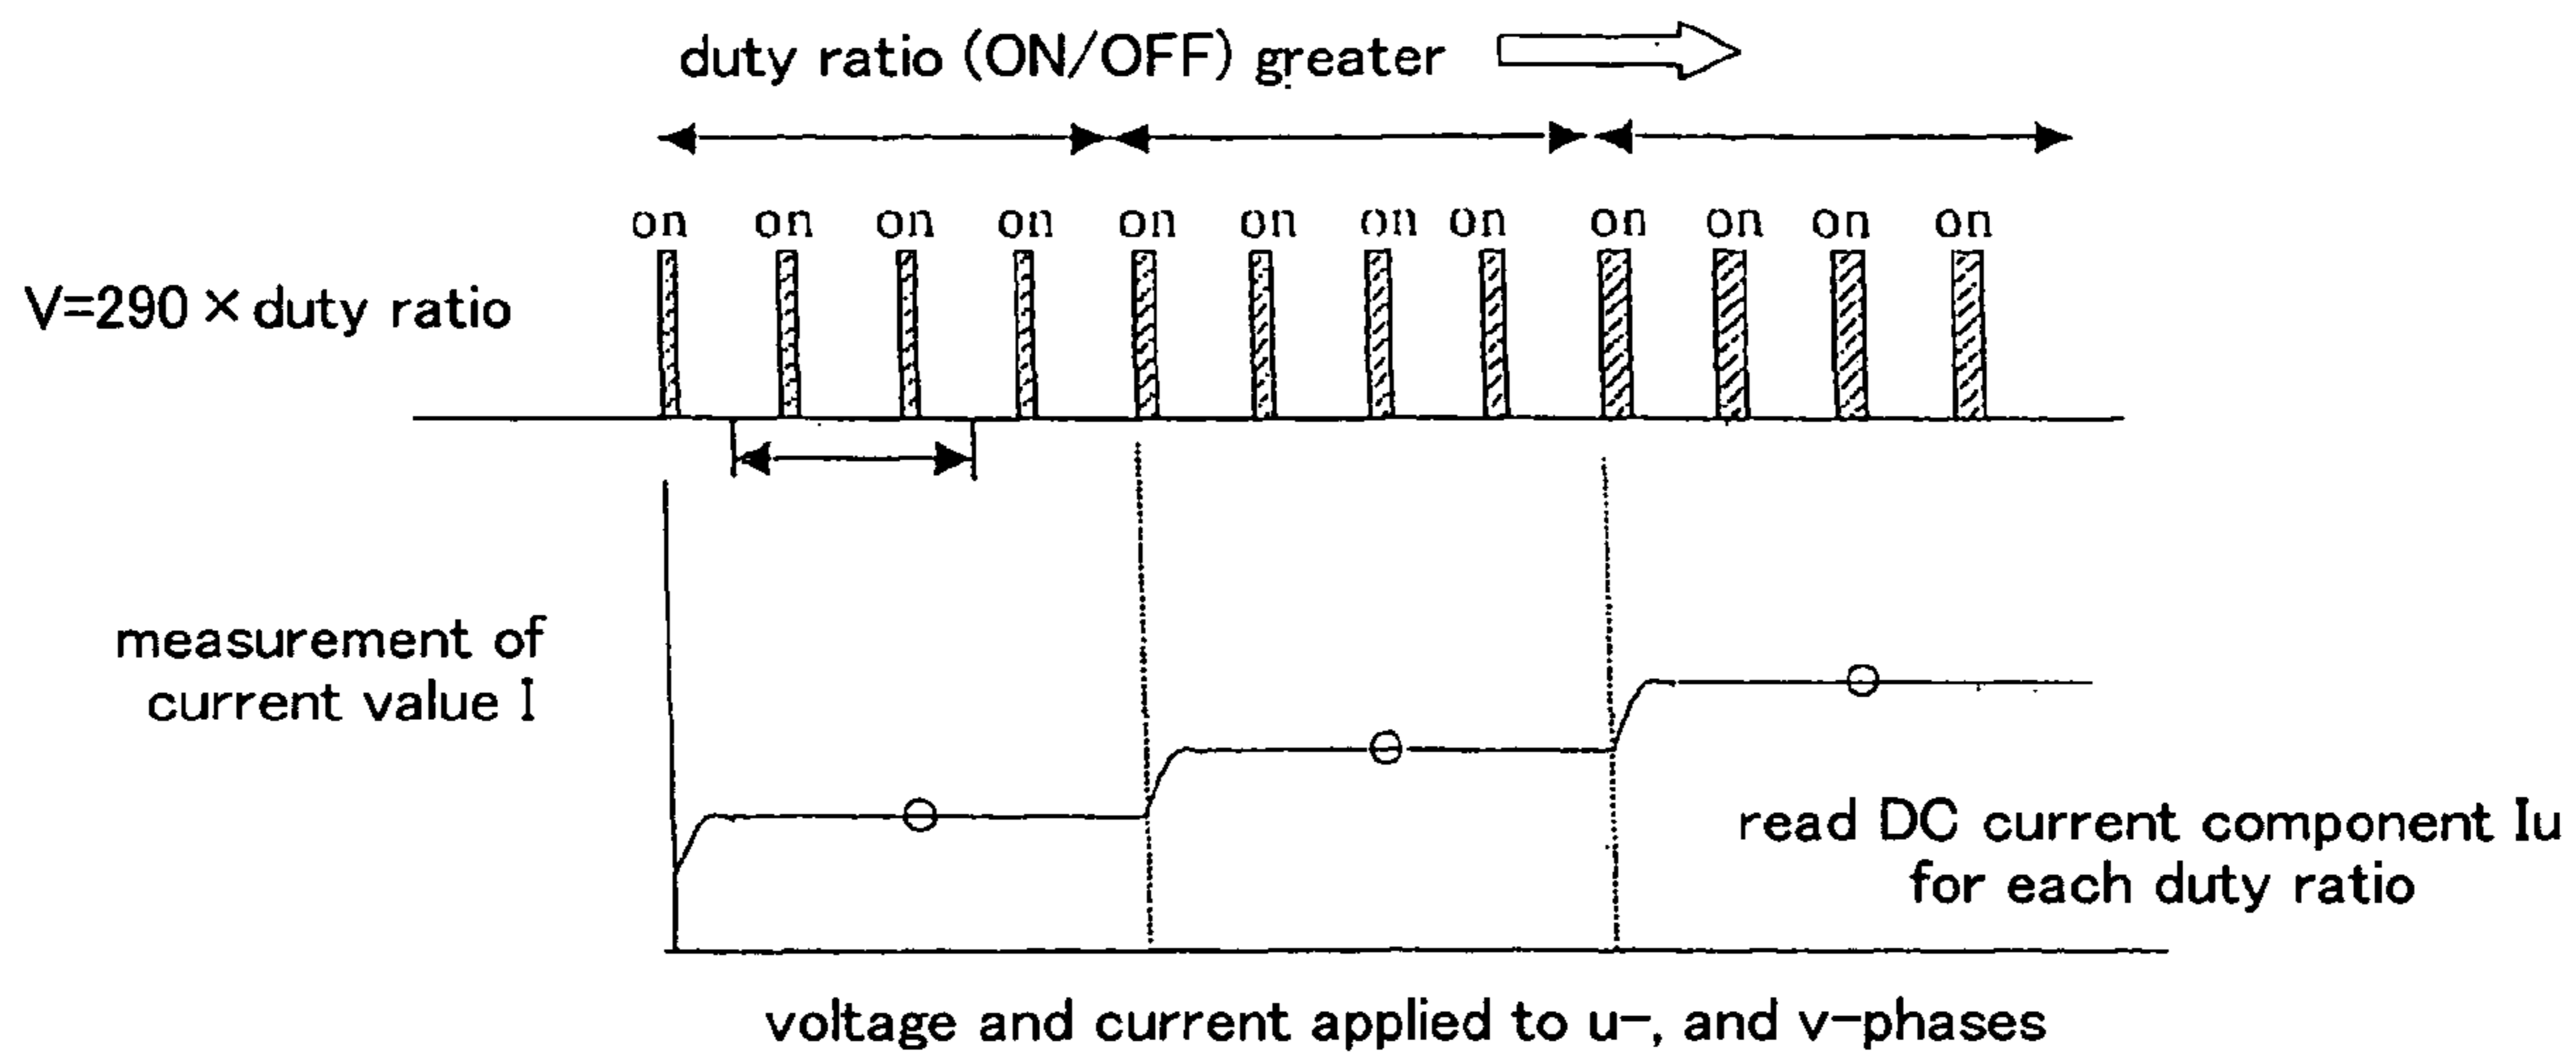 duty ratio (ON/OFF) greater
on on on on on on on on on on on on
V=290×duty ratio
measurement of
current value I
read DC current component Iu
for each duty ratio
voltage and current applied to u-, and v-phases